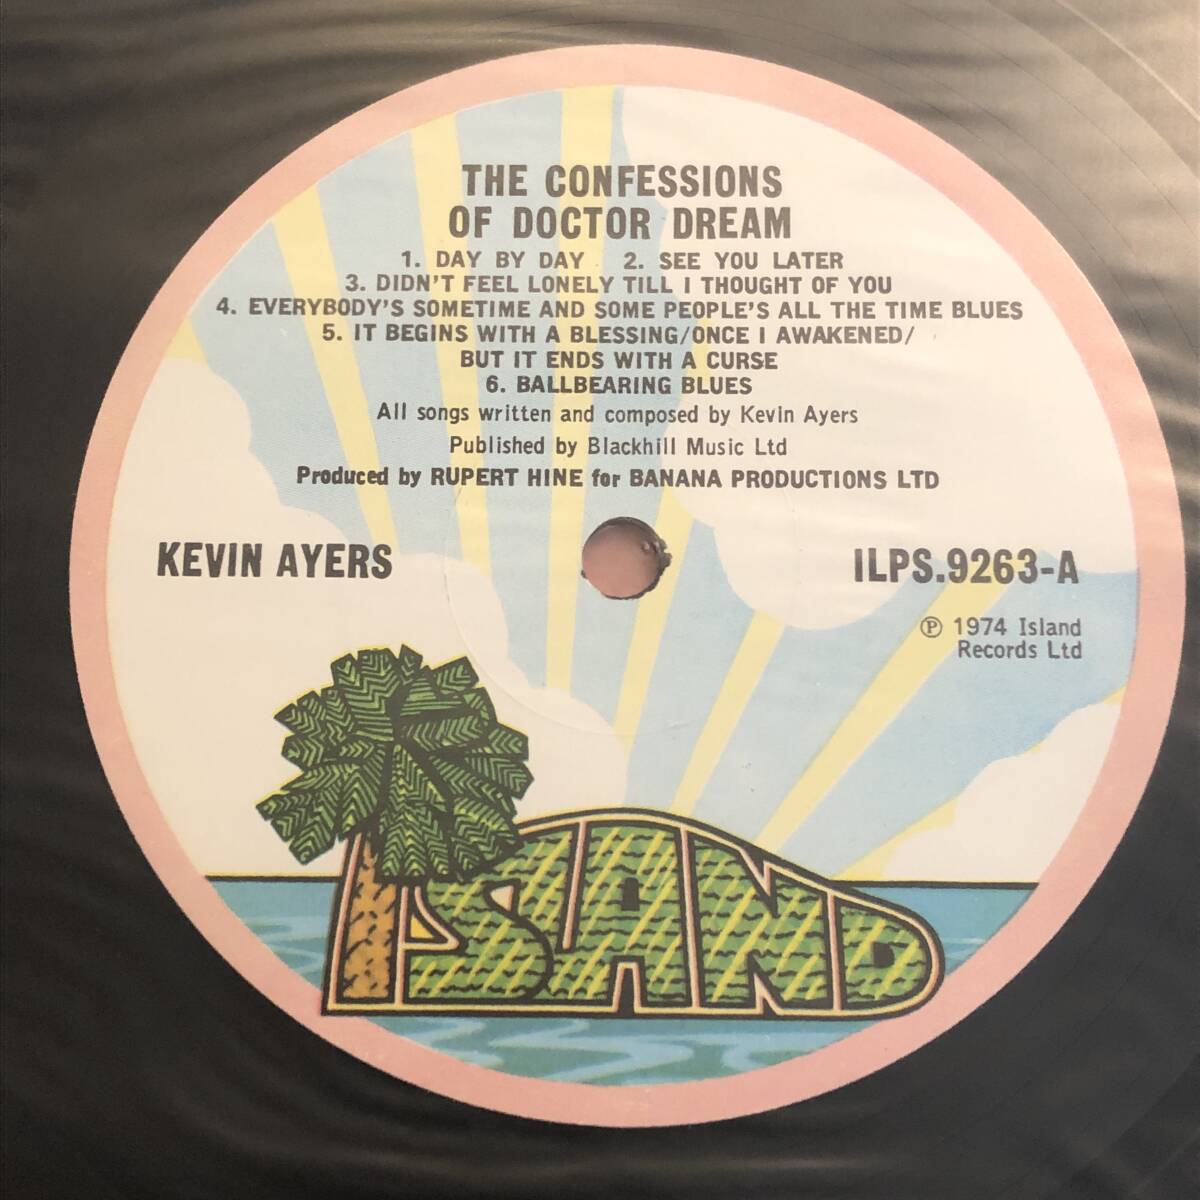 THE CONFESSIONS
OF DOCTOR DREAM
1. DAY BY DAY 2. SEE YOU LATER
3. DIDN'T FEEL LONELY TILL I THOUGHT OF YOU
4. EVERYBODY'S SOMETIME AND SOME PEOPLE'S ALL THE TIME BLUES
5. IT BEGINS WITH A BLESSING/ONCE I AWAKENED/
BUT IT ENDS WITH A CURSE
6. BALLBEARING BLUES
All songs written and composed by Kevin Ayers
Published by Blackhill Music Ltd
Produced by RUPERT HINE for BANANA PRODUCTIONS LTD
KEVIN AYERS
ILPS.9263-A
℗ 1974 Island
Records Ltd
ISLAND